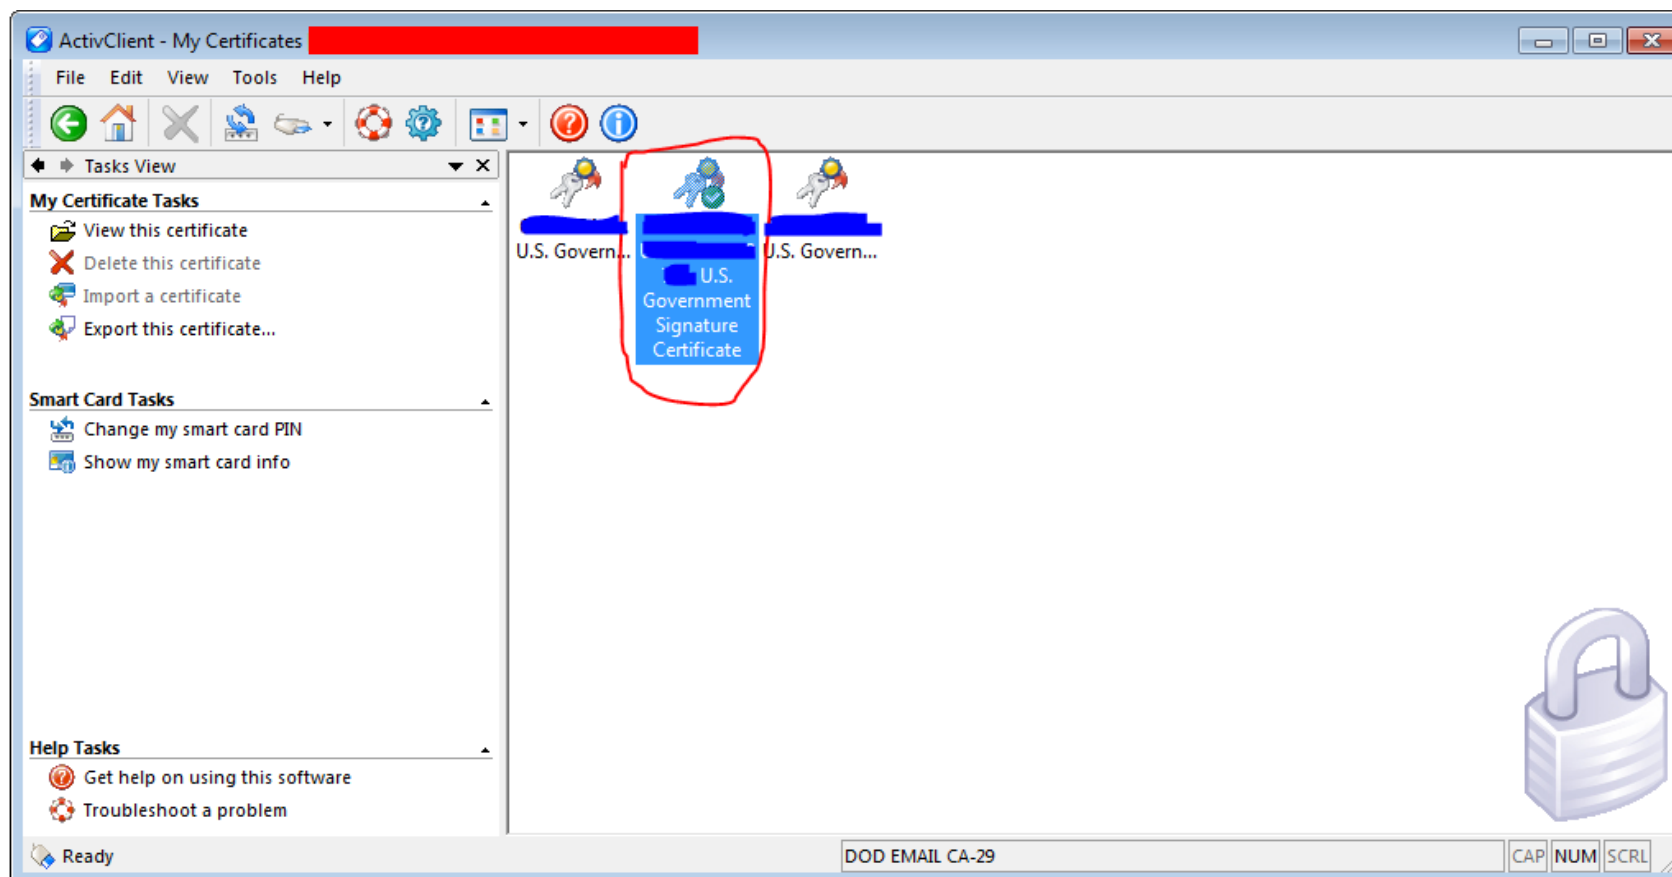 ActivClient - My Certificates
File Edit View Tools Help
Tasks View
My Certificate Tasks
View this certificate
Delete this certificate
Import a certificate
Export this certificate...
Smart Card Tasks
Change my smart card PIN
Show my smart card info
Help Tasks
Get help on using this software
Troubleshoot a problem
U.S. Govern...
U.S.
Government
Signature
Certificate
U.S. Govern...
Ready
DOD EMAIL CA-29
CAP NUM SCRL